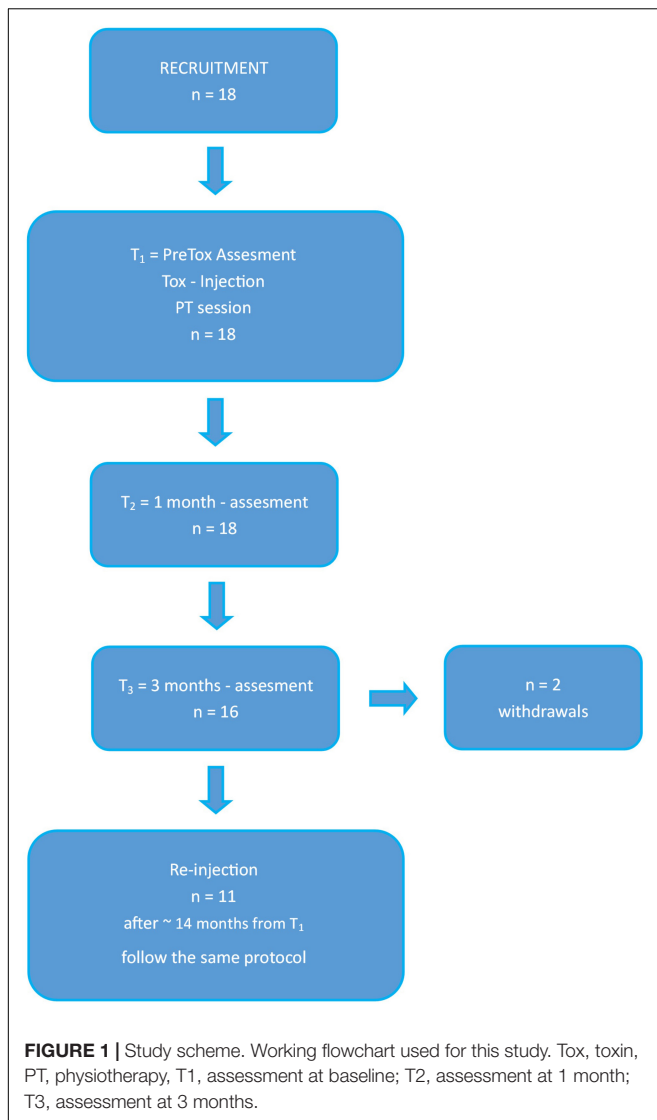 RECRUITMENT
n = 18
T₁ = PreTox Assesment
Tox - Injection
PT session
n = 18
T₂ = 1 month - assesment
n = 18
T₃ = 3 months - assesment
n = 16
n = 2
withdrawals
Re-injection
n = 11
after ~ 14 months from T₁
follow the same protocol
FIGURE 1 | Study scheme. Working flowchart used for this study. Tox, toxin,
PT, physiotherapy, T1, assessment at baseline; T2, assessment at 1 month;
T3, assessment at 3 months.